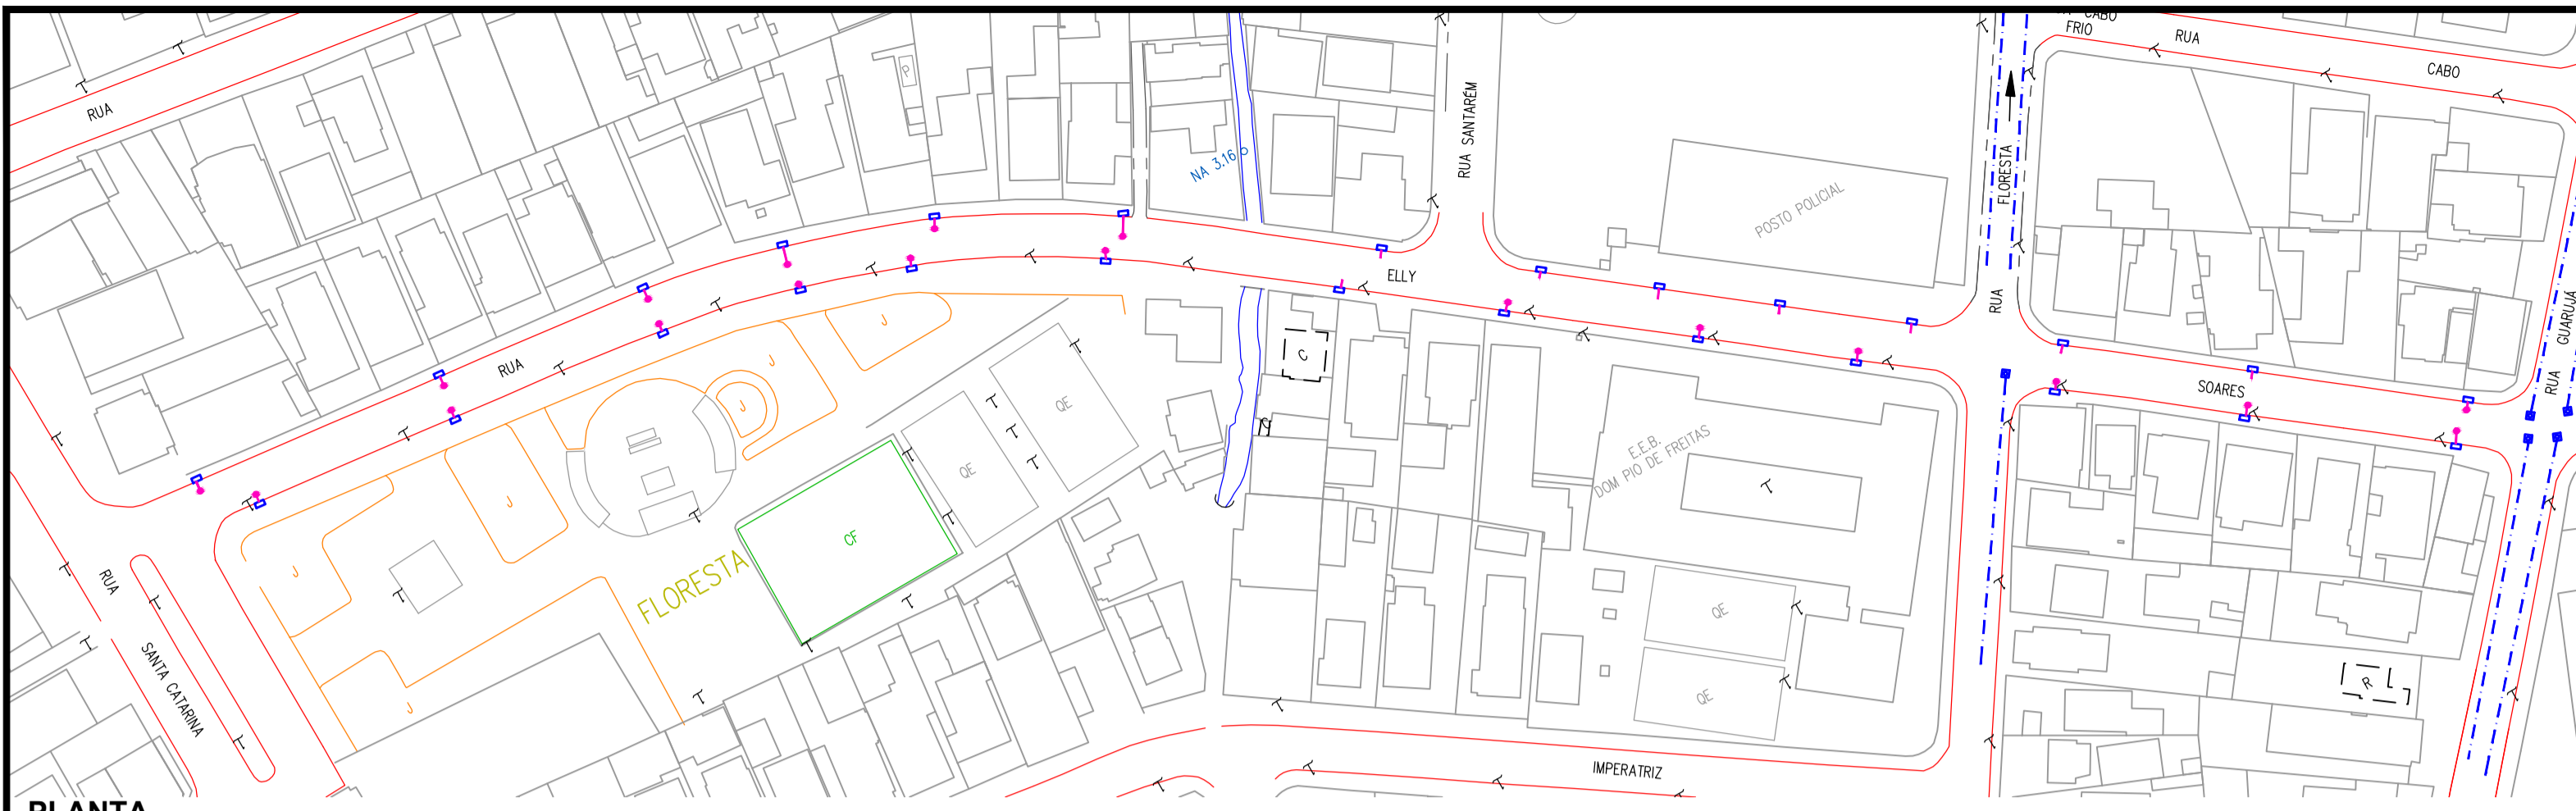 CABO
FRIO
RUA
CABO
RUA
P
RUA SANTARÉM
NA 3.16
FLORESTA
POSTO POLICIAL
RUA
ELLY
RUA
GUARUJÁ
RUA
SOARES
J
J
J
C
QE
QE
E.E.B.
DOM PIO DE FREITAS
J
CF
FLORESTA
J
RUA
SANTA CATARINA
J
QE
QE
R
IMPERATRIZ
PLANTA